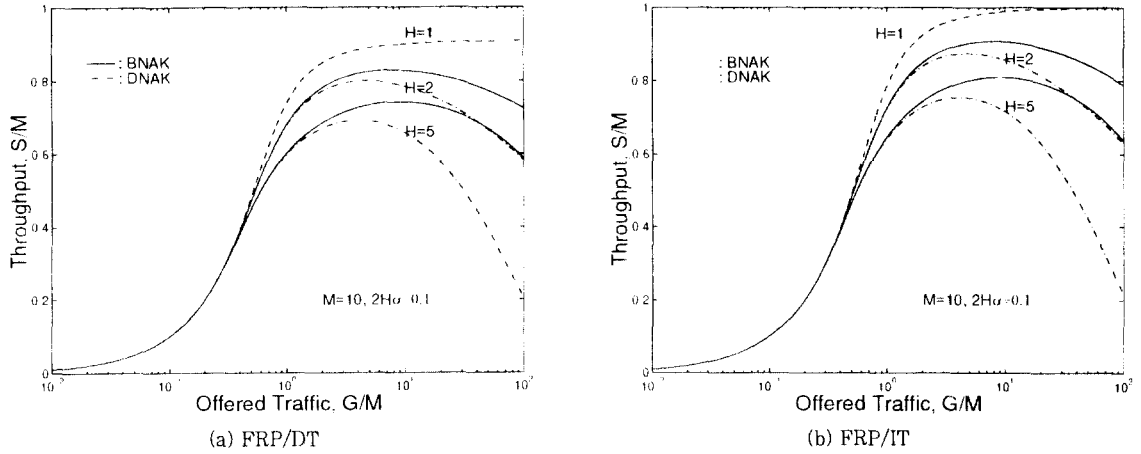 1
H=1
: BNAK
: DNAK
0.8
H=2
H=5
0.6
0.4
0.2
0
Throughput, S/M
M=10, 2Hα=0.1
10⁰
10¹
Offered Traffic, G/M
(a) FRP/DT
1
H=1
: BNAK
: DNAK
0.8
H=2
H=5
0.6
0.4
0.2
0
Throughput, S/M
M=10, 2Hα=0.1
10⁰
10¹
Offered Traffic, G/M
(b) FRP/IT